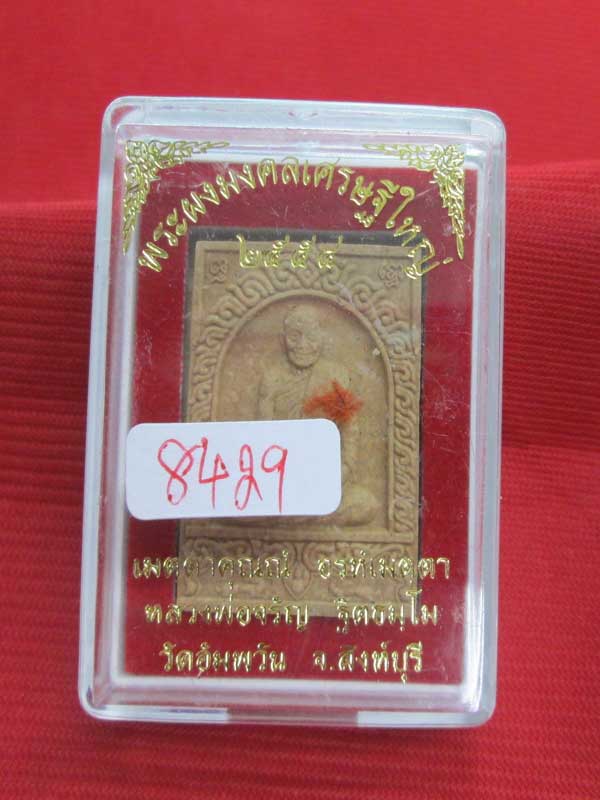 พระผงมงคลเศรษฐีใหญ่
๒๕๕๔
8429
เมตตาคุณณํ อรหํเมตตา
หลวงพ่อจรัญ ฐิตธมฺโม
วัดอัมพวัน จ.สิงห์บุรี